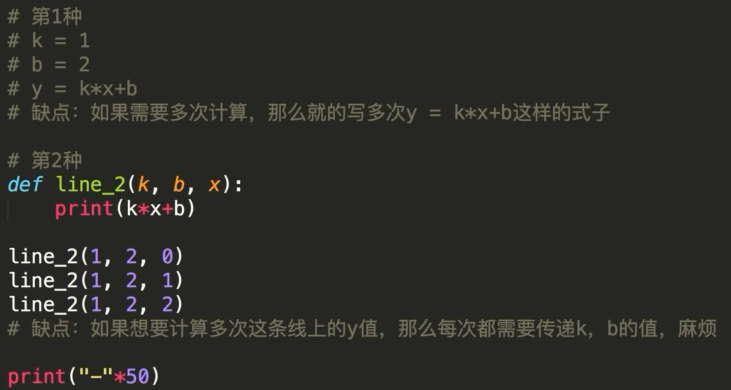 # 第1种
# k = 1
# b = 2
# y = k*x+b
# 缺点：如果需要多次计算，那么就的写多次y = k*x+b这样的式子
# 第2种
def line_2(k, b, x):
    print(k*x+b)
line_2(1, 2, 0)
line_2(1, 2, 1)
line_2(1, 2, 2)
# 缺点：如果想要计算多次这条线上的y值，那么每次都需要传递k，b的值，麻烦
print("-"*50)